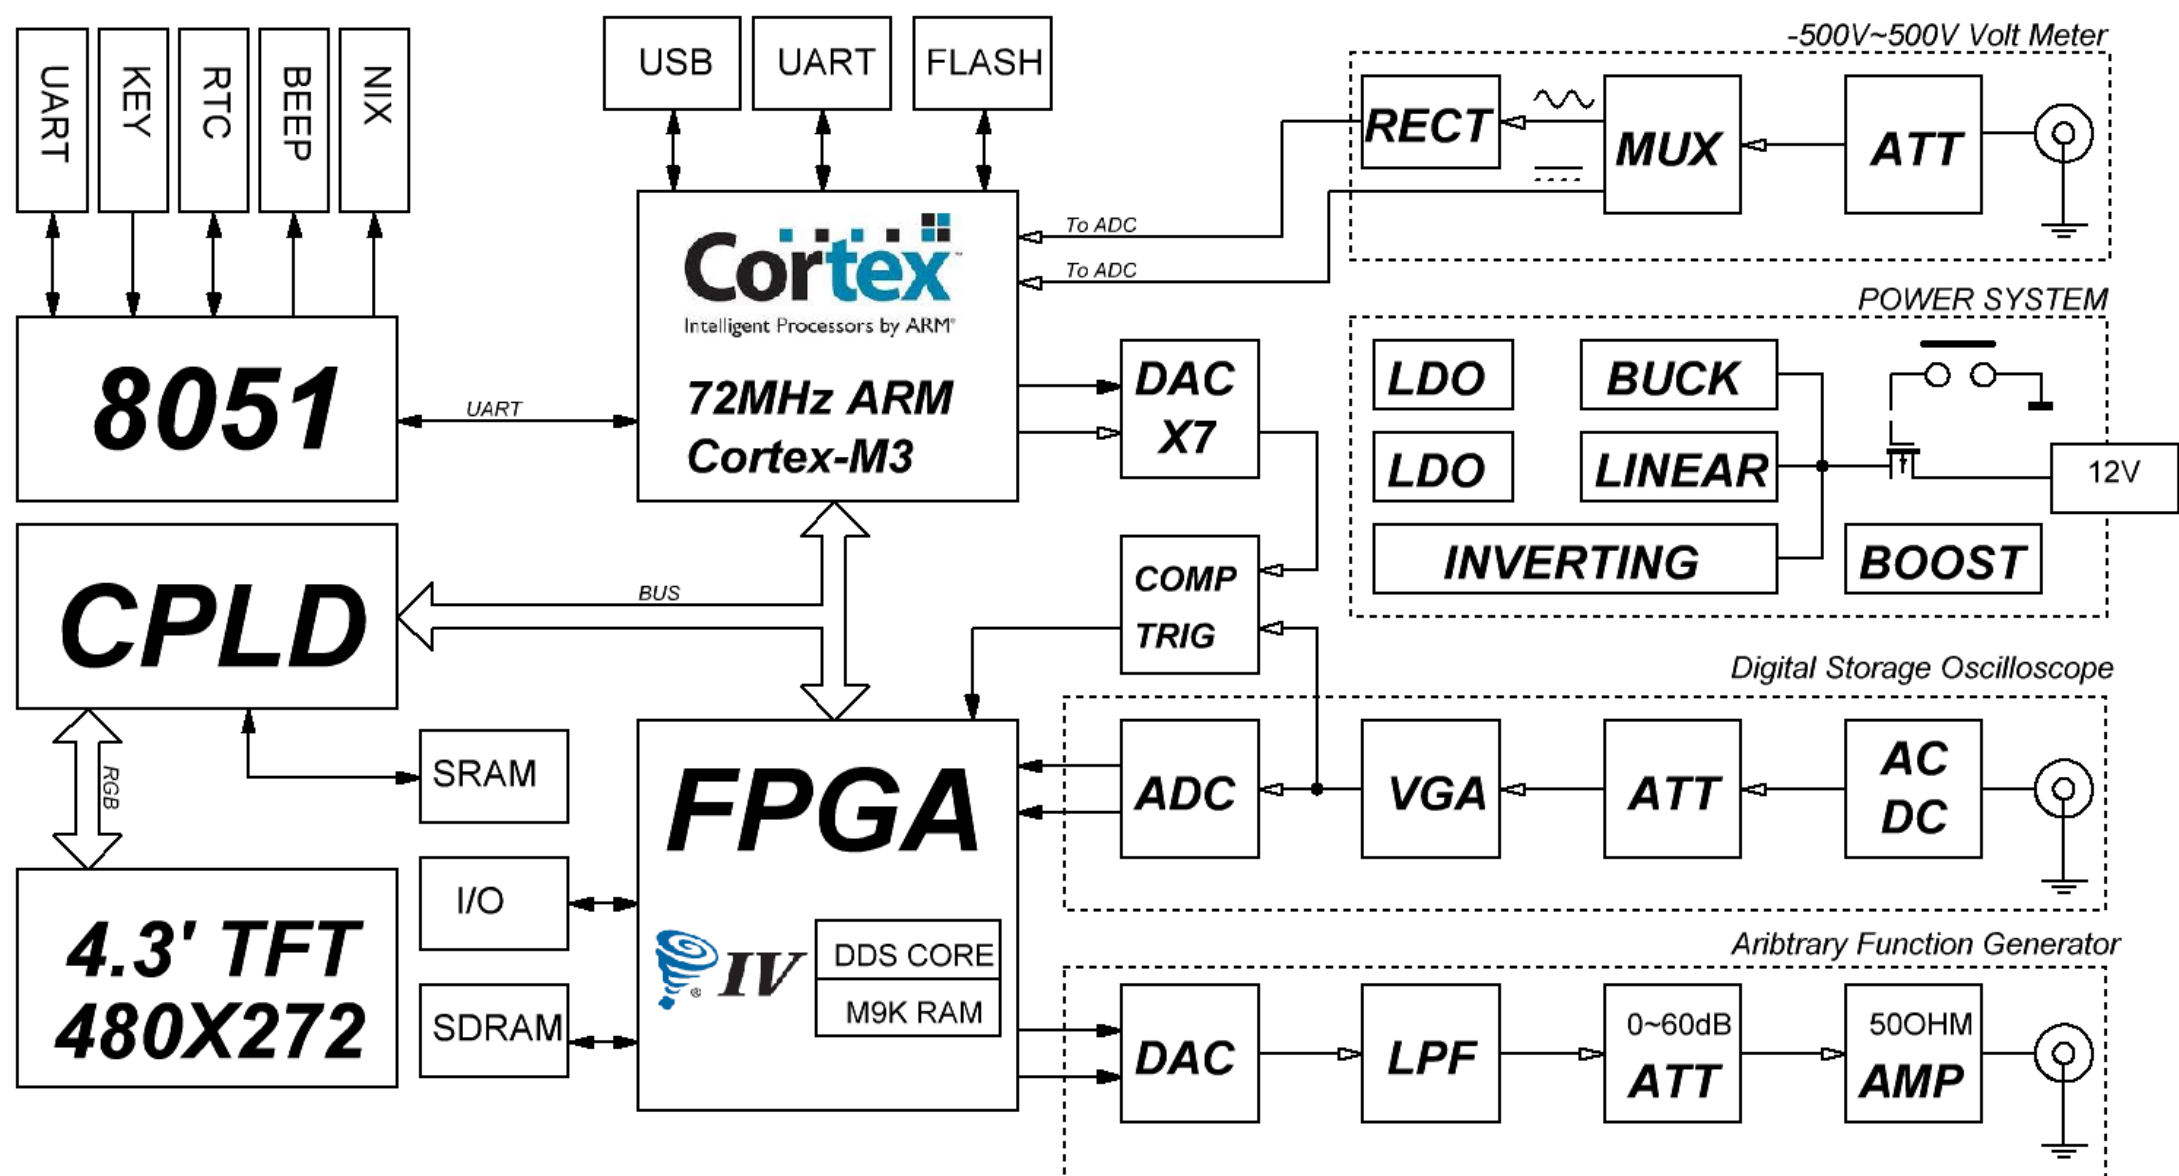 UART
KEY
RTC
BEEP
NIX
USB
UART
FLASH
-500V~500V Volt Meter
RECT
MUX
ATT
To ADC
To ADC
Cortex
Intelligent Processors by ARM®
72MHz ARM
Cortex-M3
8051
UART
DAC
X7
POWER SYSTEM
LDO
BUCK
LDO
LINEAR
12V
INVERTING
BOOST
CPLD
BUS
COMP
TRIG
RGB
SRAM
I/O
SDRAM
4.3' TFT
480X272
FPGA
IV
DDS CORE
M9K RAM
Digital Storage Oscilloscope
ADC
VGA
ATT
AC
DC
Aribtrary Function Generator
DAC
LPF
0~60dB
ATT
50OHM
AMP